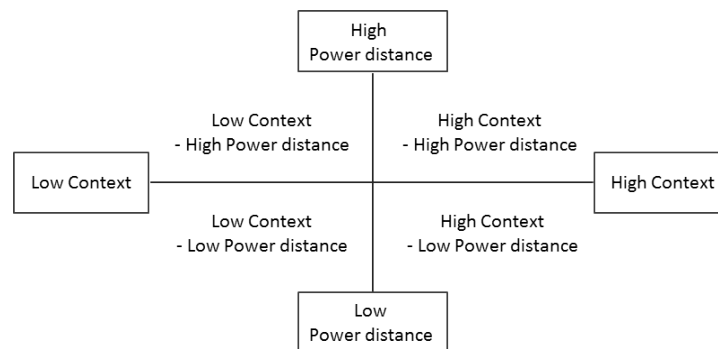 High
Power distance
Low Context
- High Power distance
High Context
- High Power distance
Low Context
High Context
Low Context
- Low Power distance
High Context
- Low Power distance
Low
Power distance